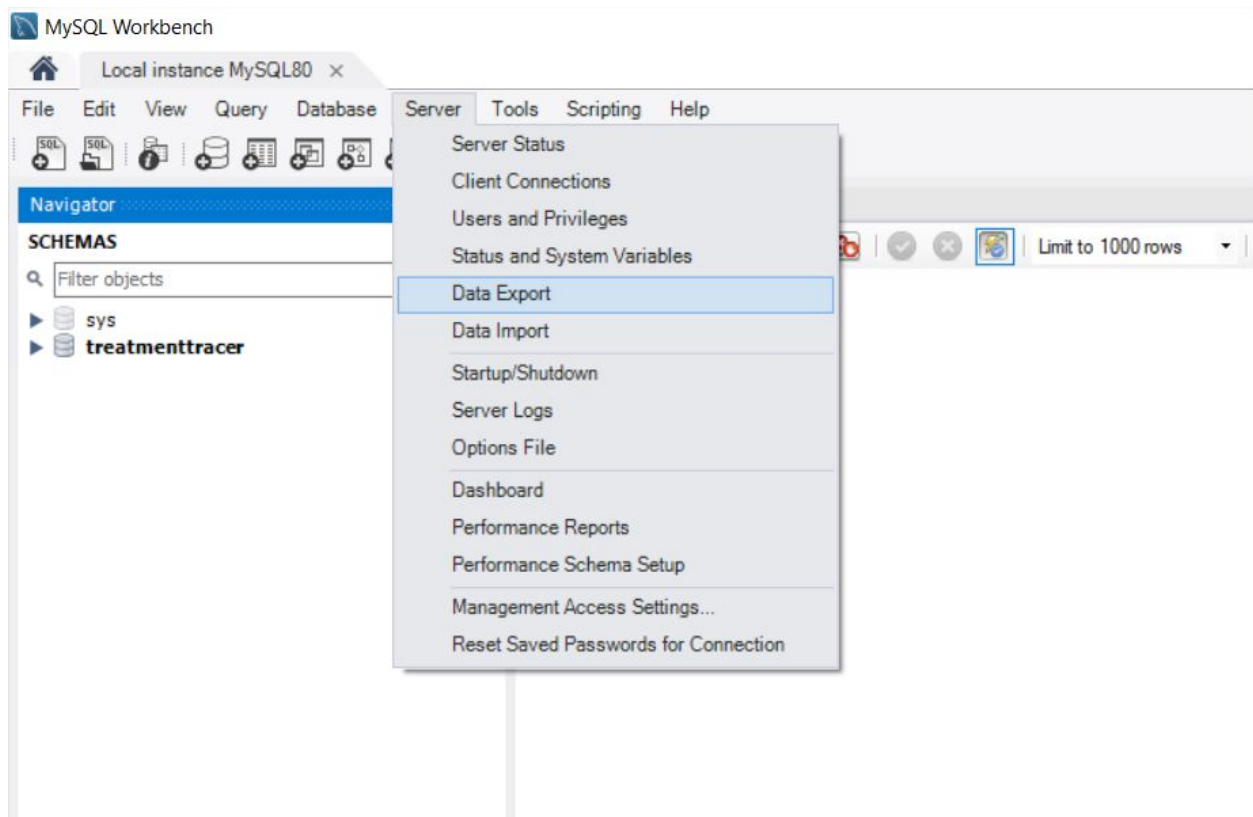 MySQL Workbench
Local instance MySQL80 ×
File Edit View Query Database Server Tools Scripting Help
SQL SQL
Server Status
Client Connections
Navigator
Users and Privileges
SCHEMAS
Status and System Variables
Limit to 1000 rows
Filter objects
Data Export
sys
Data Import
treatmenttracer
Startup/Shutdown
Server Logs
Options File
Dashboard
Performance Reports
Performance Schema Setup
Management Access Settings...
Reset Saved Passwords for Connection